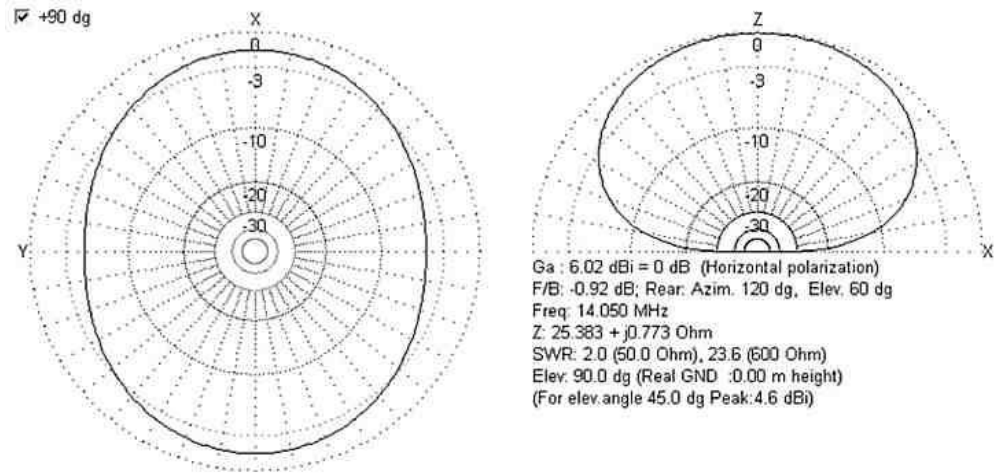 +90 dg
X
0
-3
-10
-20
-30
Y
Z
0
-3
-10
-20
-30
X
Ga : 6.02 dBi = 0 dB (Horizontal polarization)
F/B: -0.92 dB; Rear: Azim. 120 dg, Elev. 60 dg
Freq: 14.050 MHz
Z: 25.383 + j0.773 Ohm
SWR: 2.0 (50.0 Ohm), 23.6 (600 Ohm)
Elev: 90.0 dg (Real GND :0.00 m height)
(For elev.angle 45.0 dg Peak:4.6 dBi)